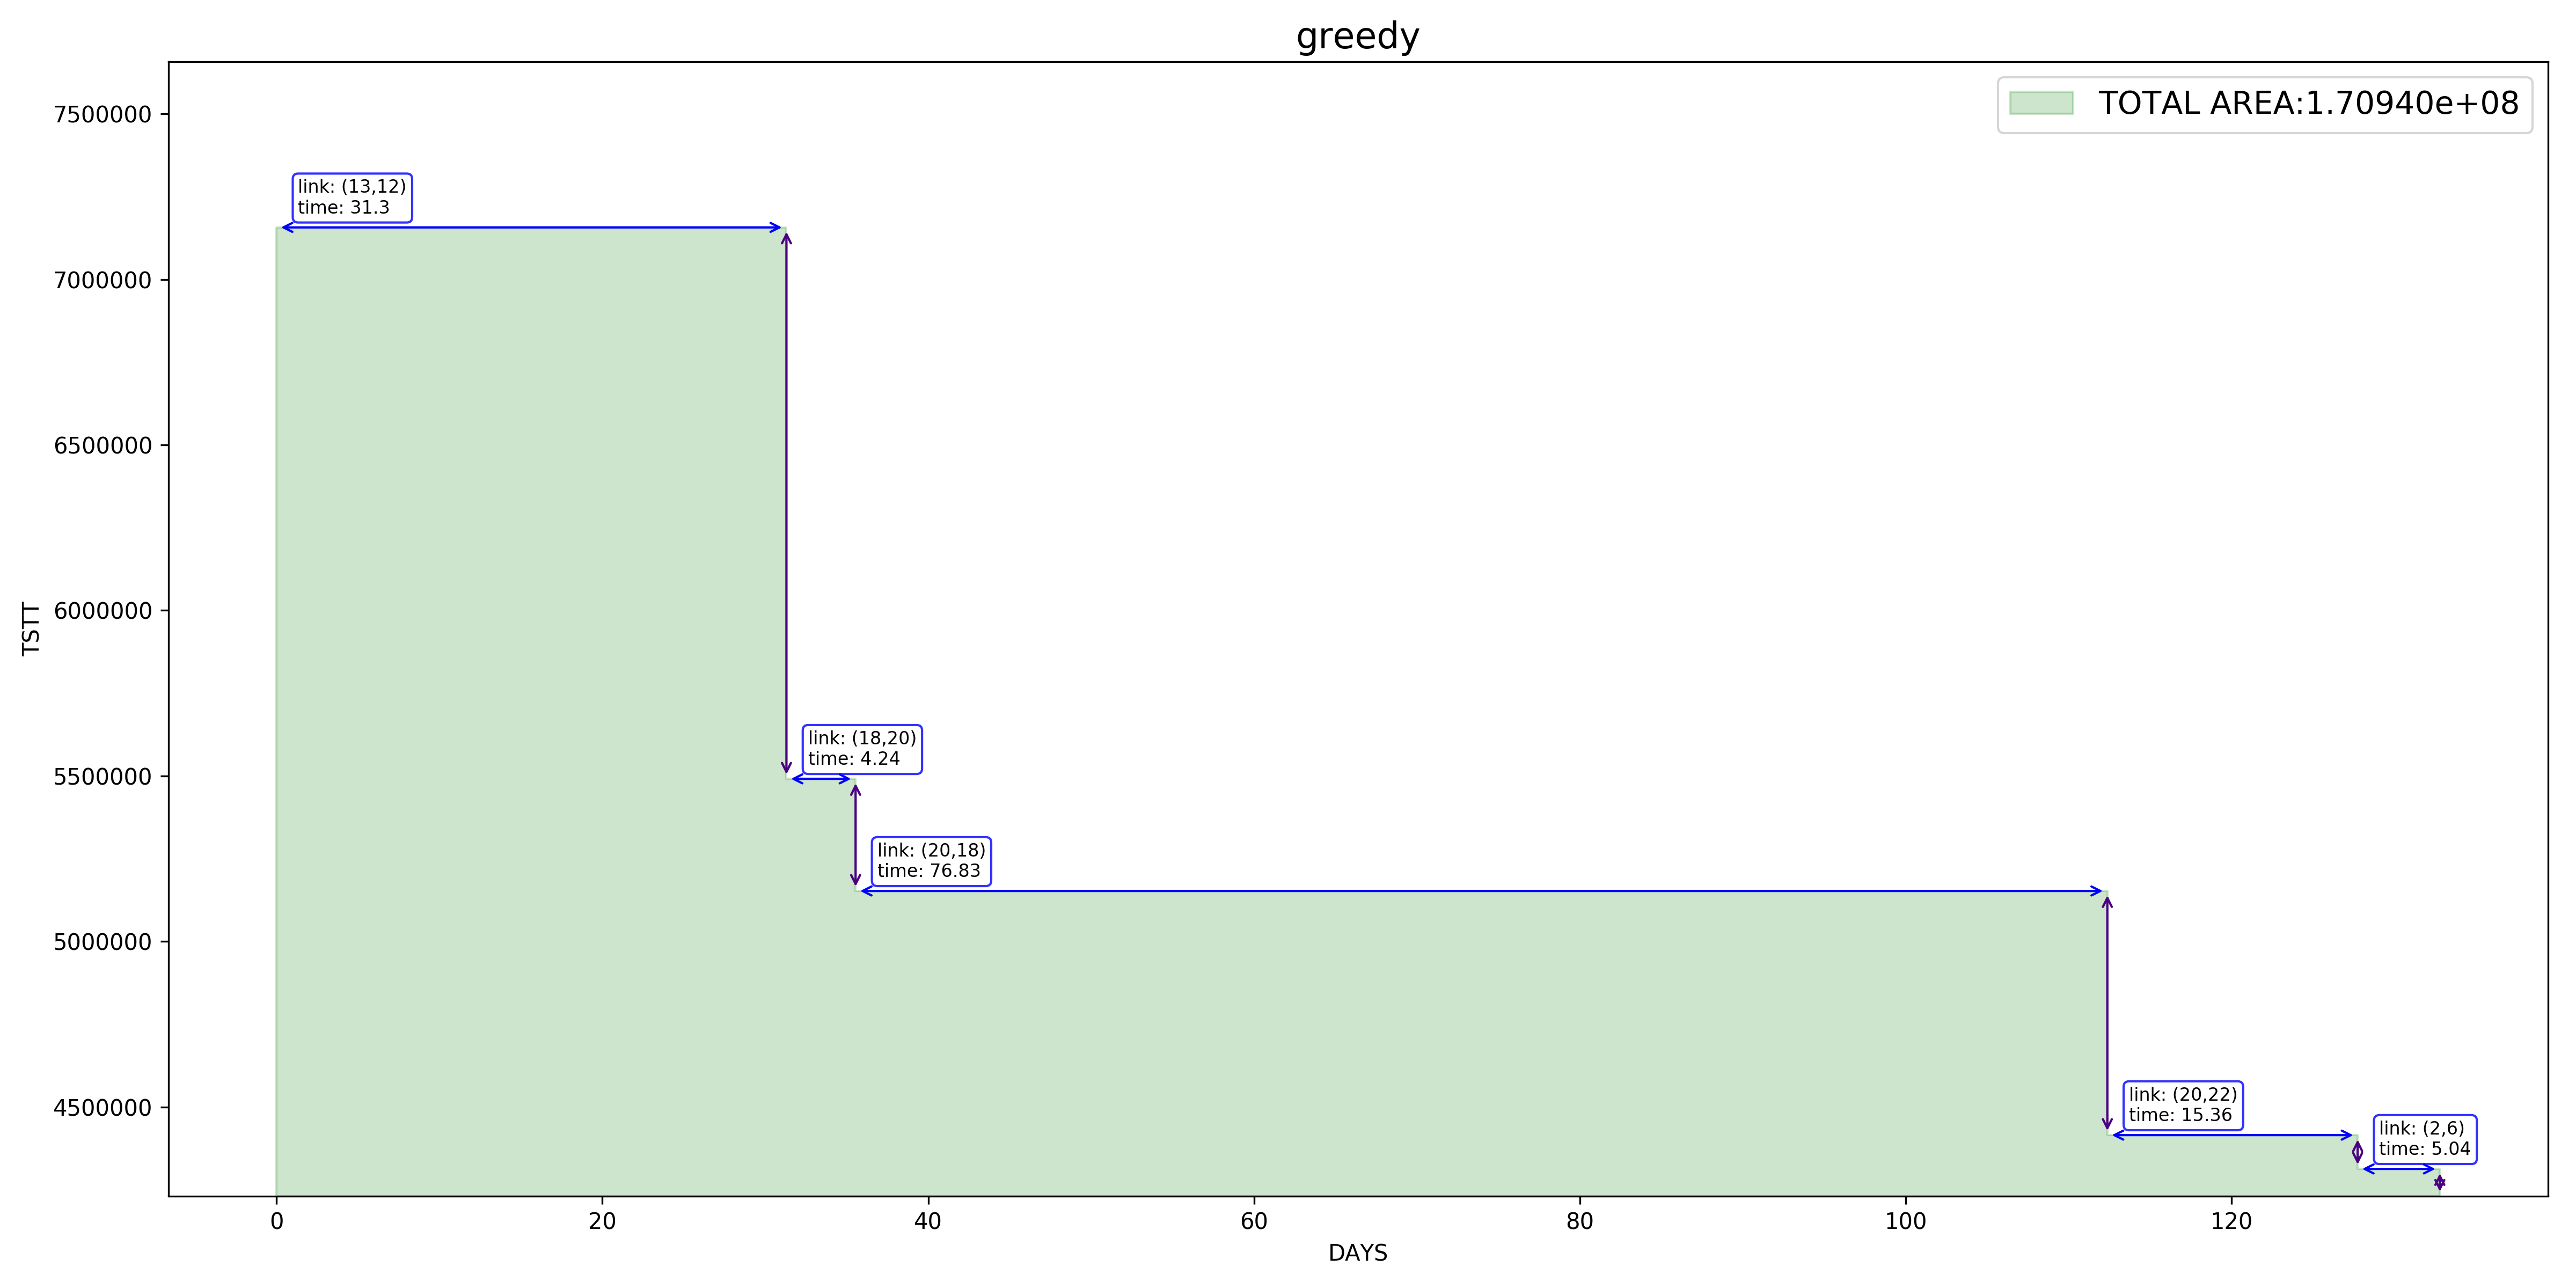 greedy
TOTAL AREA:1.70940e+08
7500000
7000000
6500000
6000000
5500000
5000000
4500000
TSTT
link: (13,12)
time: 31.3
link: (18,20)
time: 4.24
link: (20,18)
time: 76.83
link: (20,22)
time: 15.36
link: (2,6)
time: 5.04
0 20 40 60 80 100 120
DAYS